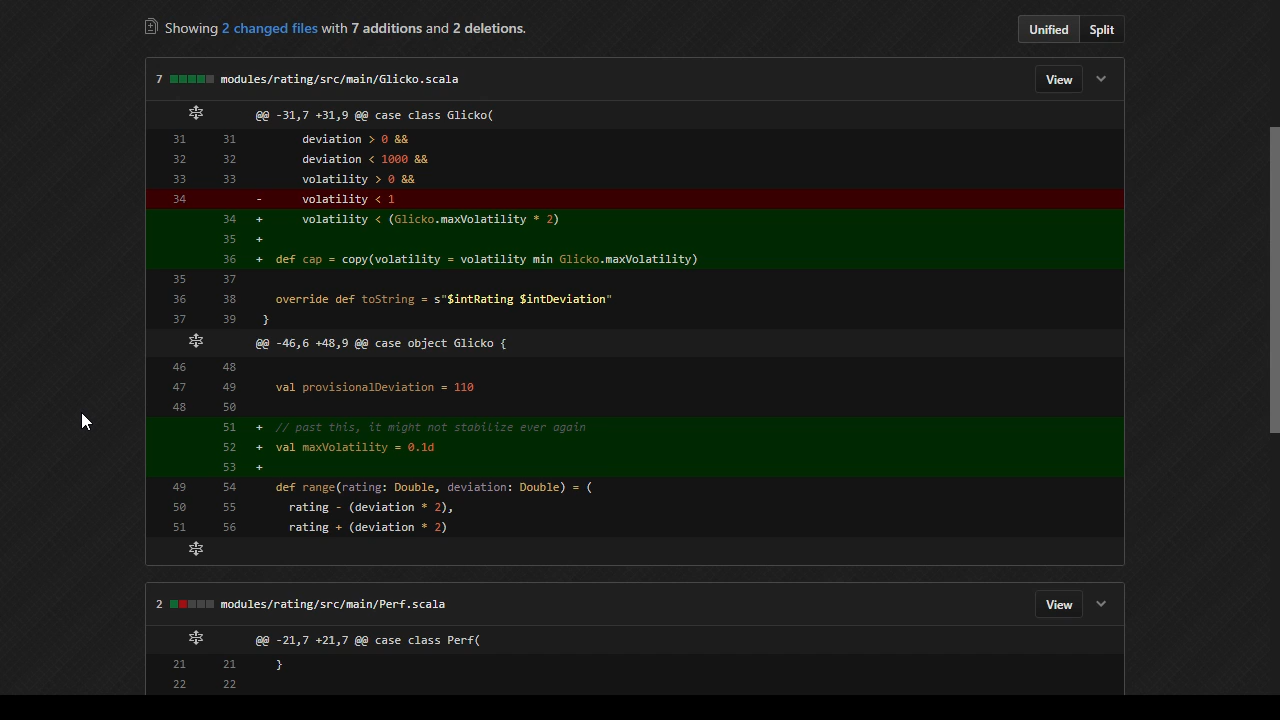 Showing 2 changed files with 7 additions and 2 deletions.
Unified Split
7 modules/rating/src/main/Glicko.scala View
@@ -31,7 +31,9 @@ case class Glicko(
31 31 deviation > 0 &&
32 32 deviation < 1000 &&
33 33 volatility > 0 &&
34 - volatility < 1
34 + volatility < (Glicko.maxVolatility * 2)
35 +
36 + def cap = copy(volatility = volatility min Glicko.maxVolatility)
35 37
36 38 override def toString = s"$intRating $intDeviation"
37 39 }
@@ -46,6 +48,9 @@ case object Glicko {
46 48
47 49 val provisionalDeviation = 110
48 50
51 + // past this, it might not stabilize ever again
52 + val maxVolatility = 0.1d
53 +
49 54 def range(rating: Double, deviation: Double) = (
50 55 rating - (deviation * 2),
51 56 rating + (deviation * 2)
2 modules/rating/src/main/Perf.scala View
@@ -21,7 +21,7 @@ case class Perf(
21 21 }
22 22